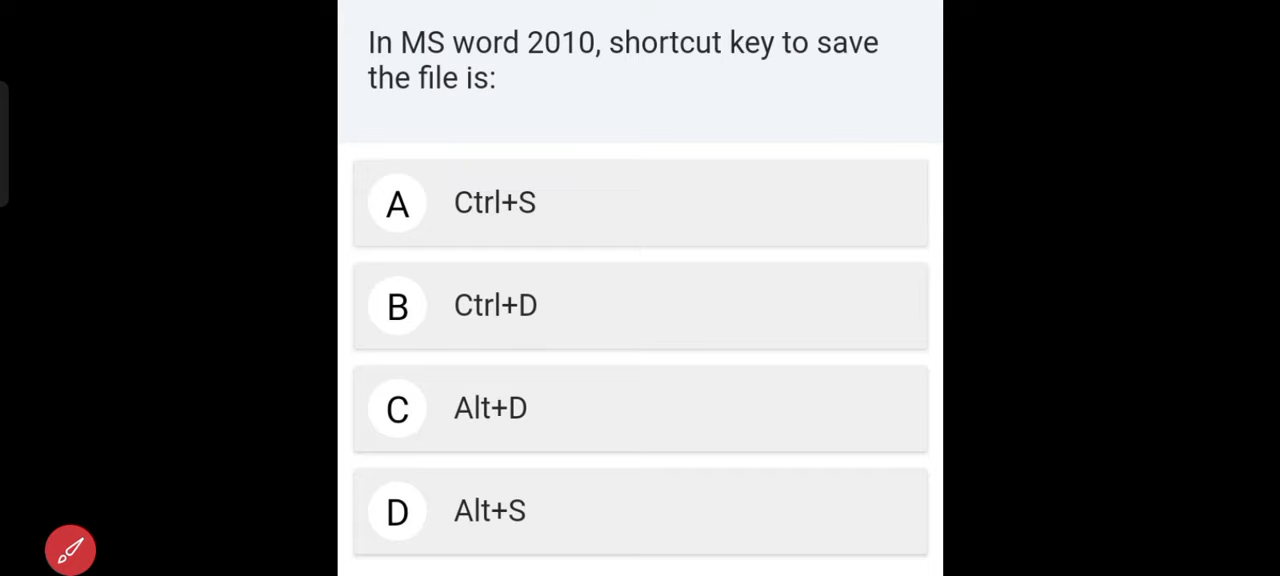 In MS word 2010, shortcut key to save
the file is:
A Ctrl+S
B Ctrl+D
C Alt+D
D Alt+S